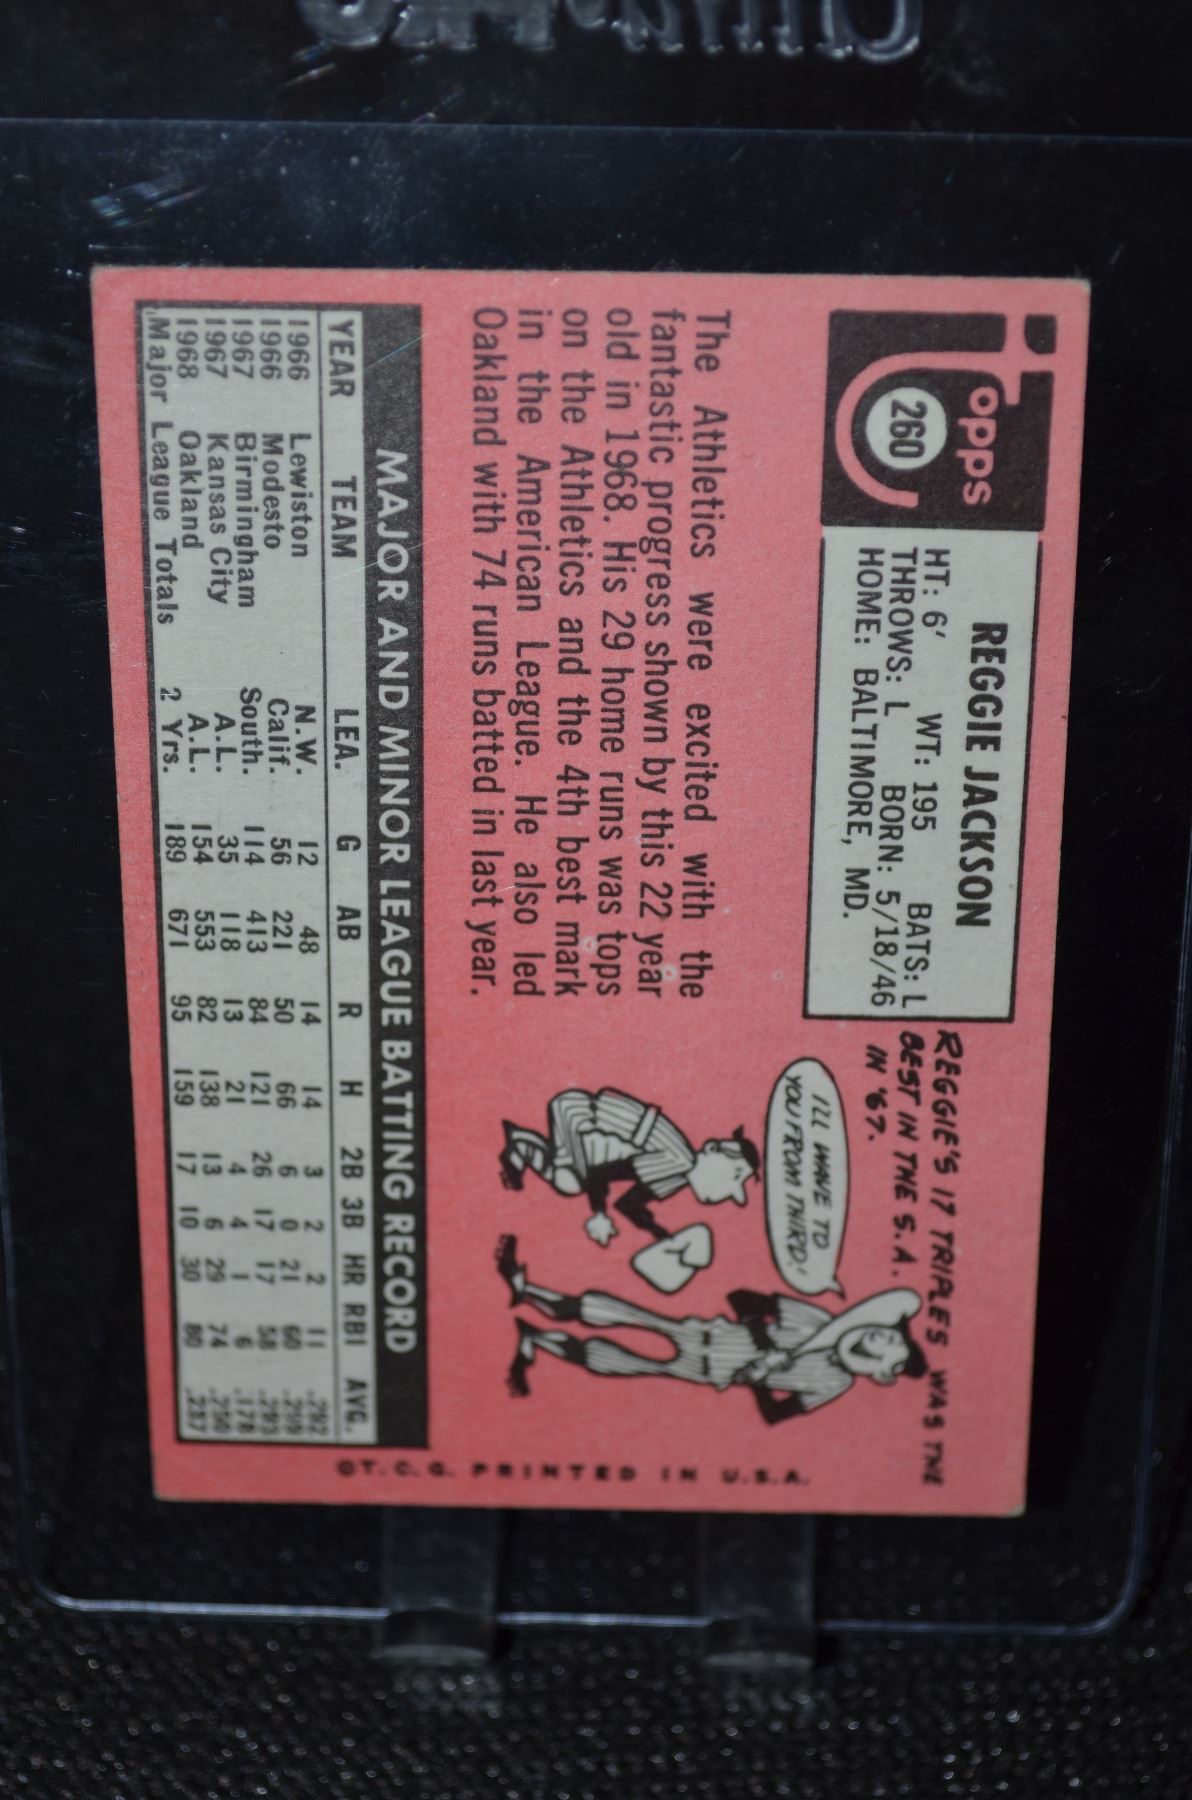 Topps
260
REGGIE JACKSON
HT: 6' WT: 195 BATS: L
THROWS: L BORN: 5/18/46
HOME: BALTIMORE, MD.
REGGIE'S 17 TRIPLES WAS THE
BEST IN THE S.A.
IN '67.
I'LL WAVE TO
YOU FROM THIRD!
The Athletics were excited with the
fantastic progress shown by this 22 year
old in 1968. His 29 home runs was tops
on the Athletics and the 4th best mark
in the American League. He also led
Oakland with 74 runs batted in last year.
MAJOR AND MINOR LEAGUE BATTING RECORD
YEAR TEAM LEA. G AB R H 2B 3B HR RBI AVG.
1966 Lewiston N.W. 12 48 14 14 3 2 2 11 .292
1966 Modesto Calif. 56 221 50 66 6 0 21 60 .299
1967 Birmingham South. 114 413 84 121 26 17 17 58 .293
1967 Kansas City A.L. 35 118 13 21 4 4 1 6 .178
1968 Oakland A.L. 154 553 82 138 13 6 29 74 .250
Major League Totals 2 Yrs. 189 671 95 159 17 10 30 80 .237
©T.C.G. PRINTED IN U.S.A.